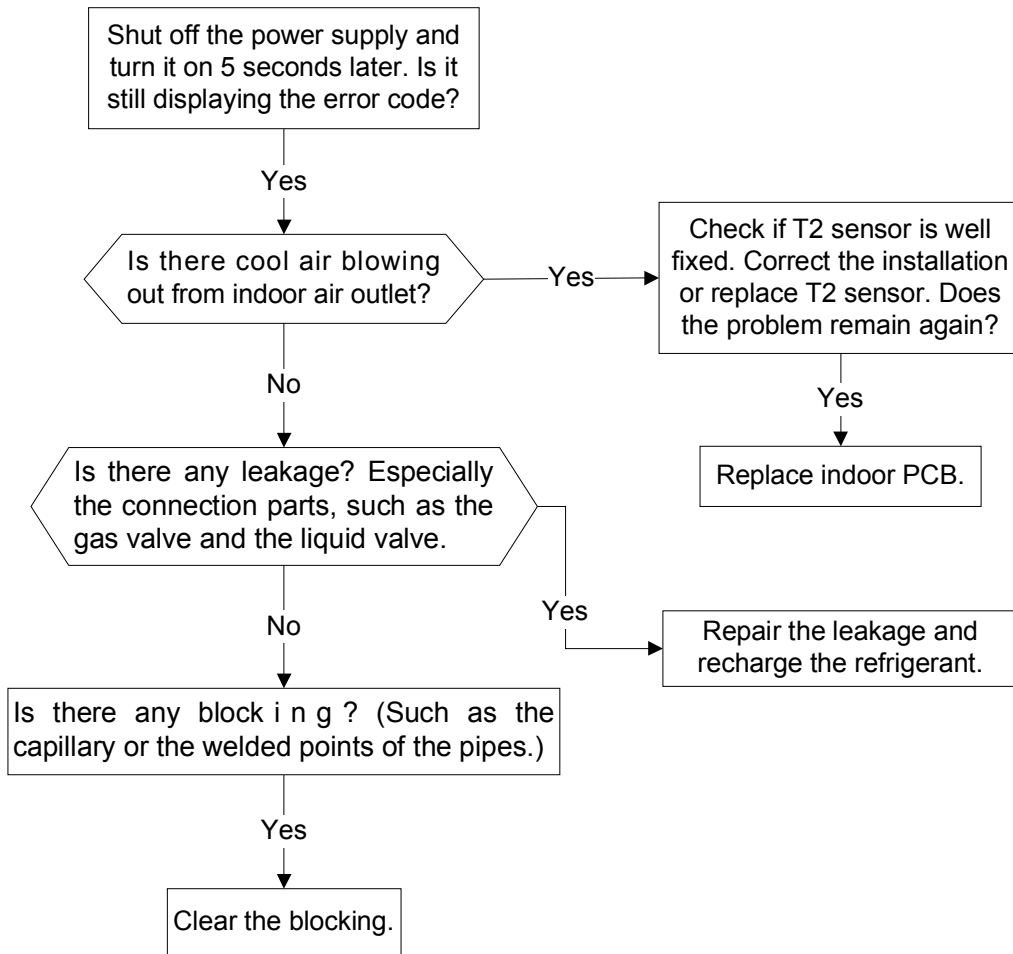 Shut off the power supply and
turn it on 5 seconds later. Is it
still displaying the error code?
Yes
Is there cool air blowing
out from indoor air outlet?
Yes
Check if T2 sensor is well
fixed. Correct the installation
or replace T2 sensor. Does
the problem remain again?
Yes
Replace indoor PCB.
No
Is there any leakage? Especially
the connection parts, such as the
gas valve and the liquid valve.
Yes
Repair the leakage and
recharge the refrigerant.
No
Is there any blocking? (Such as the
capillary or the welded points of the pipes.)
Yes
Clear the blocking.